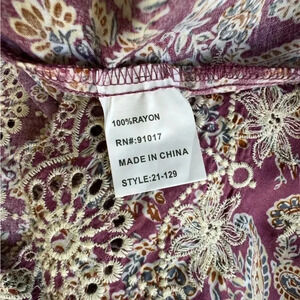 100%RAYON
RN#:91017
MADE IN CHINA
STYLE:21-129